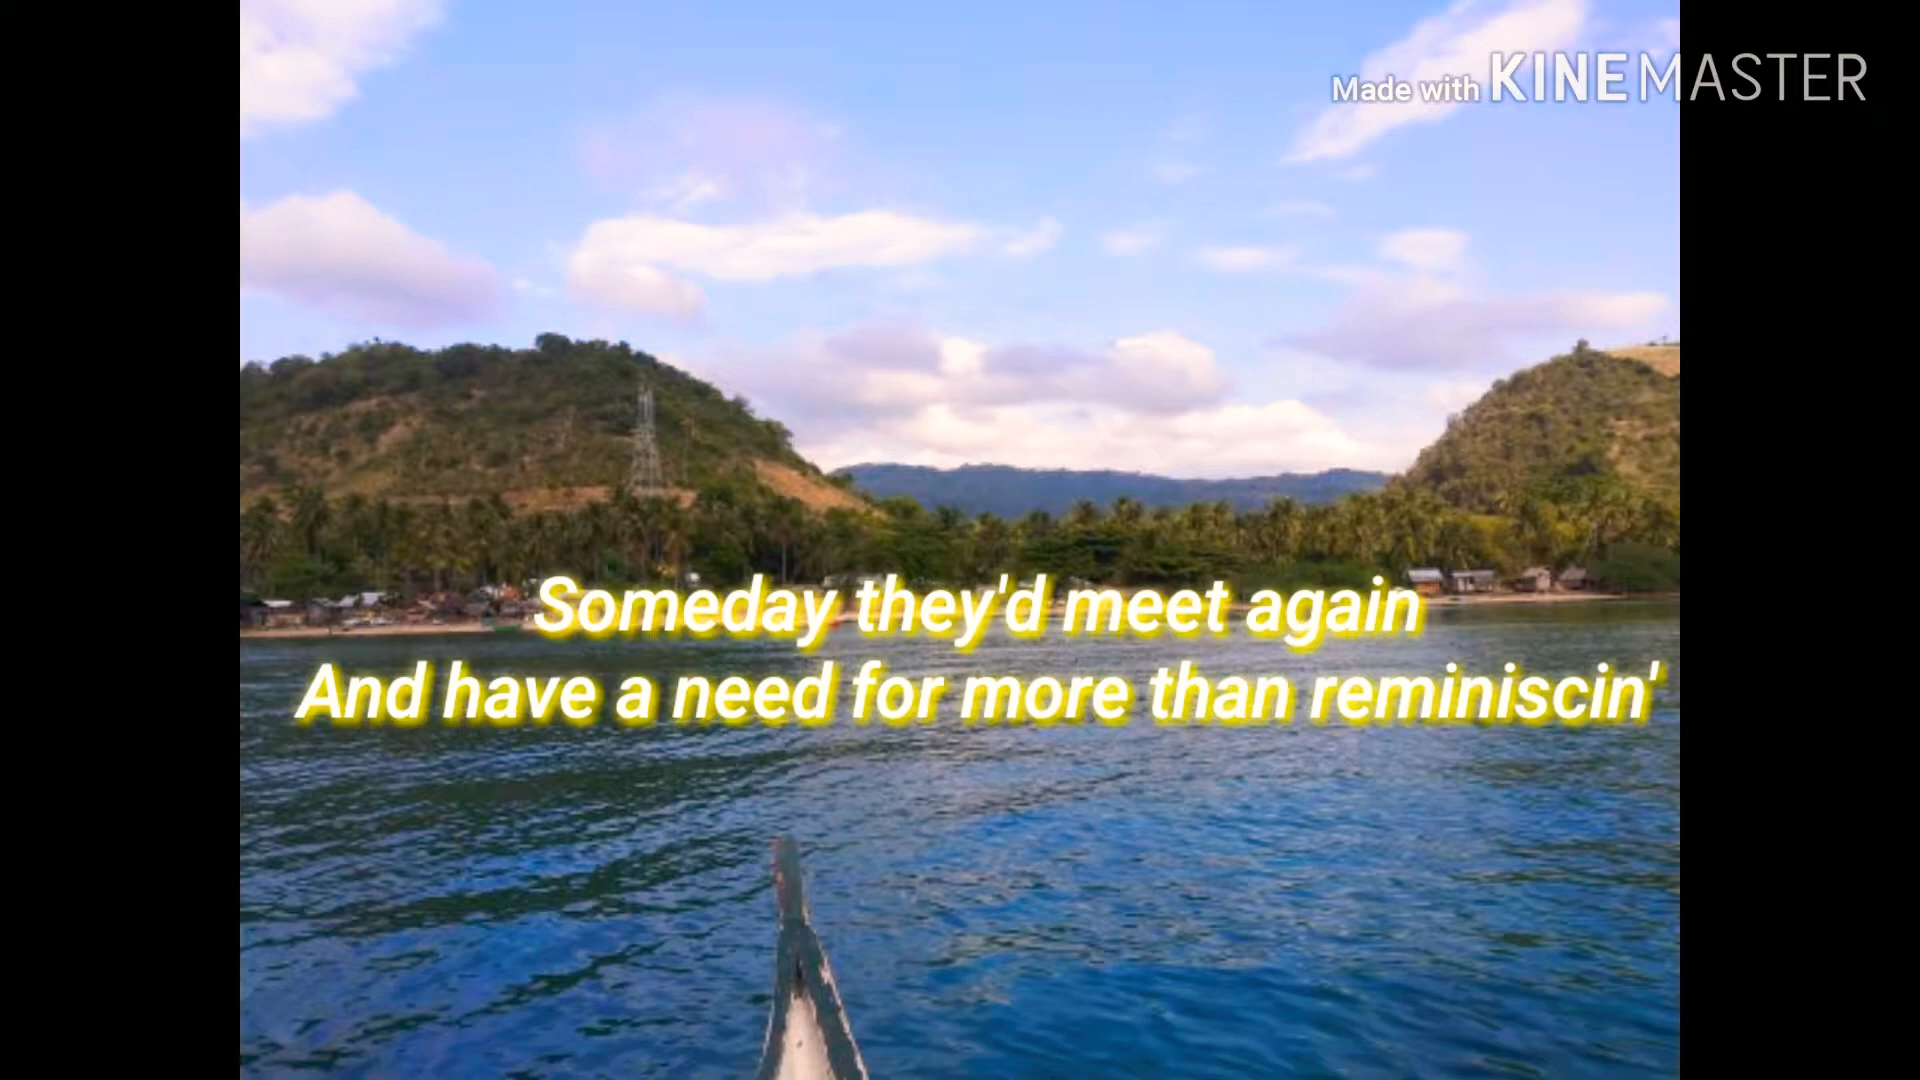 Made with KINEMASTER
Someday they'd meet again
And have a need for more than reminiscin'